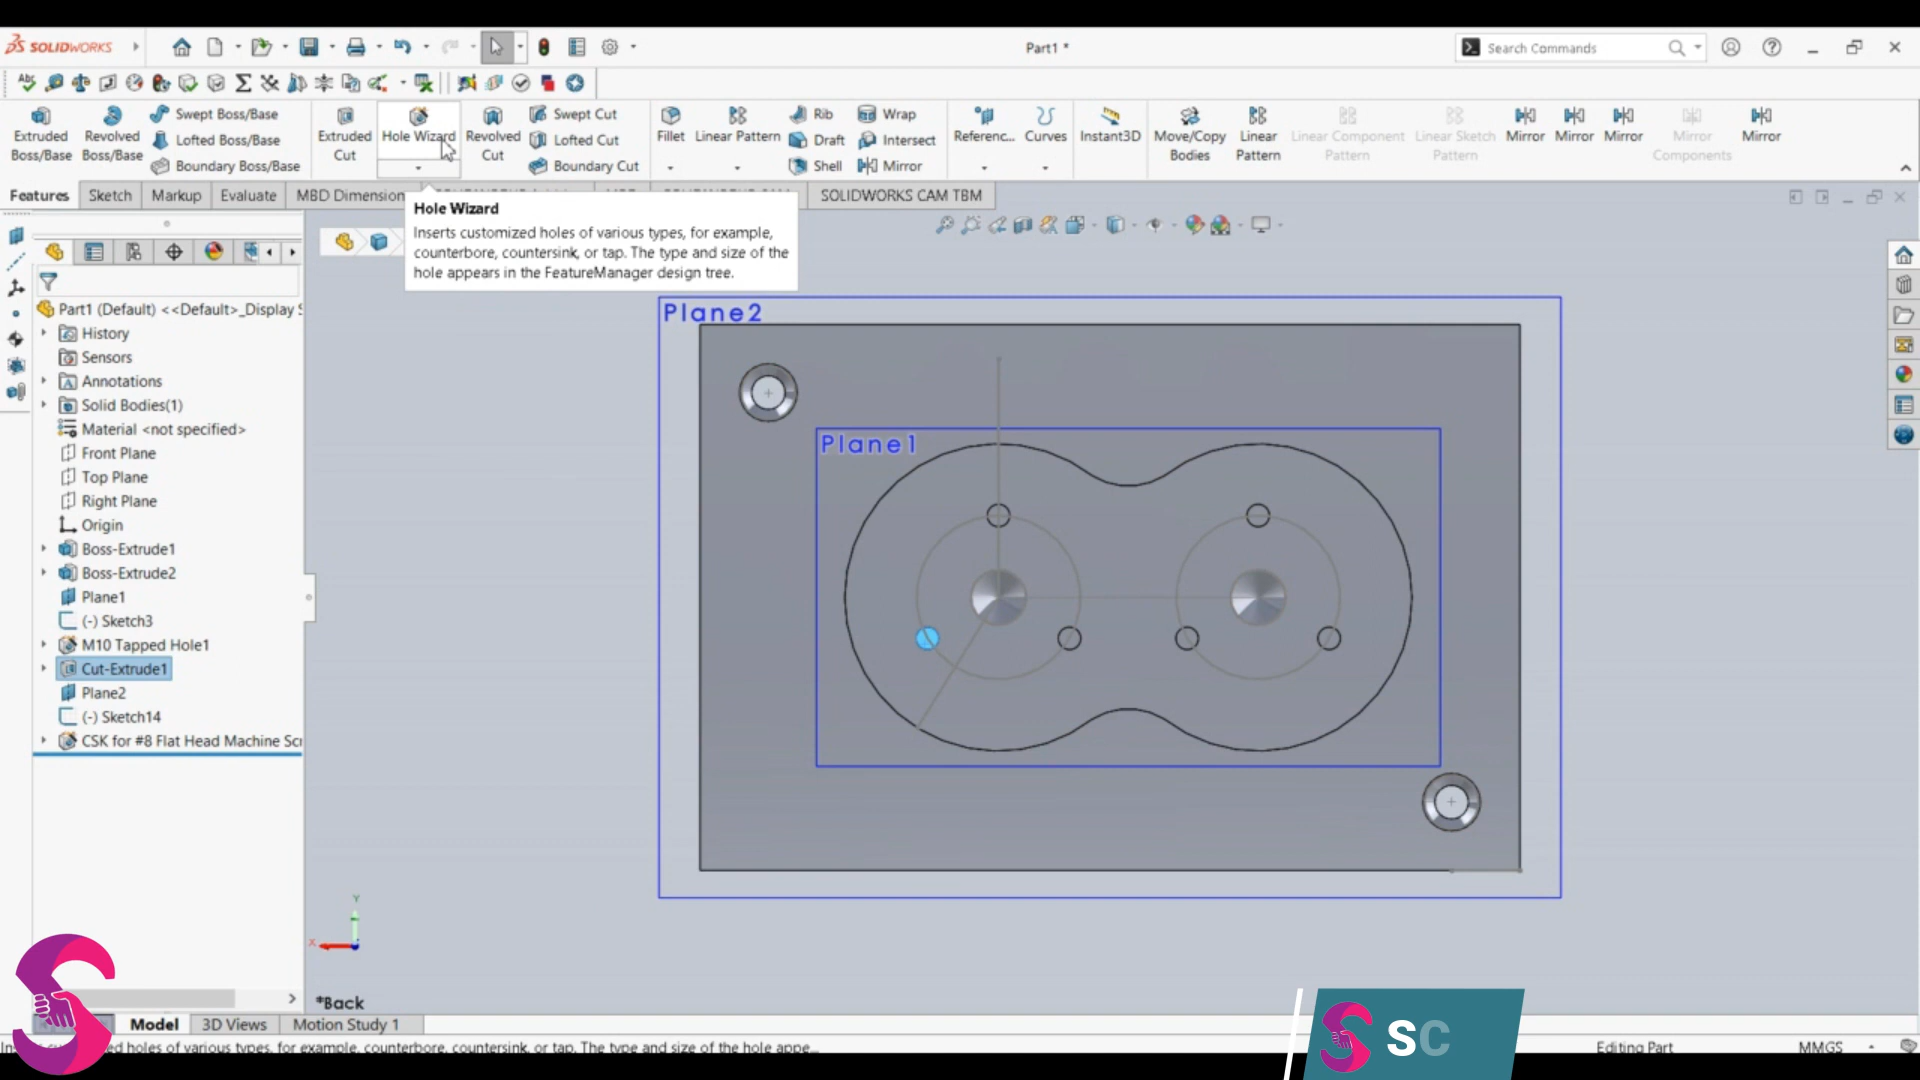 SOLIDWORKS
Part1 *
Search Commands
Extruded Boss/Base
Revolved Boss/Base
Swept Boss/Base
Lofted Boss/Base
Boundary Boss/Base
Extruded Cut
Hole Wizard
Revolved Cut
Swept Cut
Lofted Cut
Boundary Cut
Fillet
Linear Pattern
Rib
Draft
Shell
Wrap
Intersect
Mirror
Referenc...
Curves
Instant3D
Move/Copy Bodies
Linear Pattern
Linear Component Pattern
Linear Sketch Pattern
Mirror
Mirror
Mirror
Mirror Components
Mirror
Features
Sketch
Markup
Evaluate
MBD Dimension
SOLIDWORKS CAM TBM
Hole Wizard
Inserts customized holes of various types, for example,
counterbore, countersink, or tap. The type and size of the
hole appears in the FeatureManager design tree.
Part1 (Default) <<Default>_Display S
History
Sensors
Annotations
Solid Bodies(1)
Material <not specified>
Front Plane
Top Plane
Right Plane
Origin
Boss-Extrude1
Boss-Extrude2
Plane1
(-) Sketch3
M10 Tapped Hole1
Cut-Extrude1
Plane2
(-) Sketch14
CSK for #8 Flat Head Machine Scr
Plane2
Plane1
Y
X
*Back
Model
3D Views
Motion Study 1
ed holes of various types, for example, counterbore, countersink, or tap. The type and size of the hole appe...
Editing Part
MMGS
SC